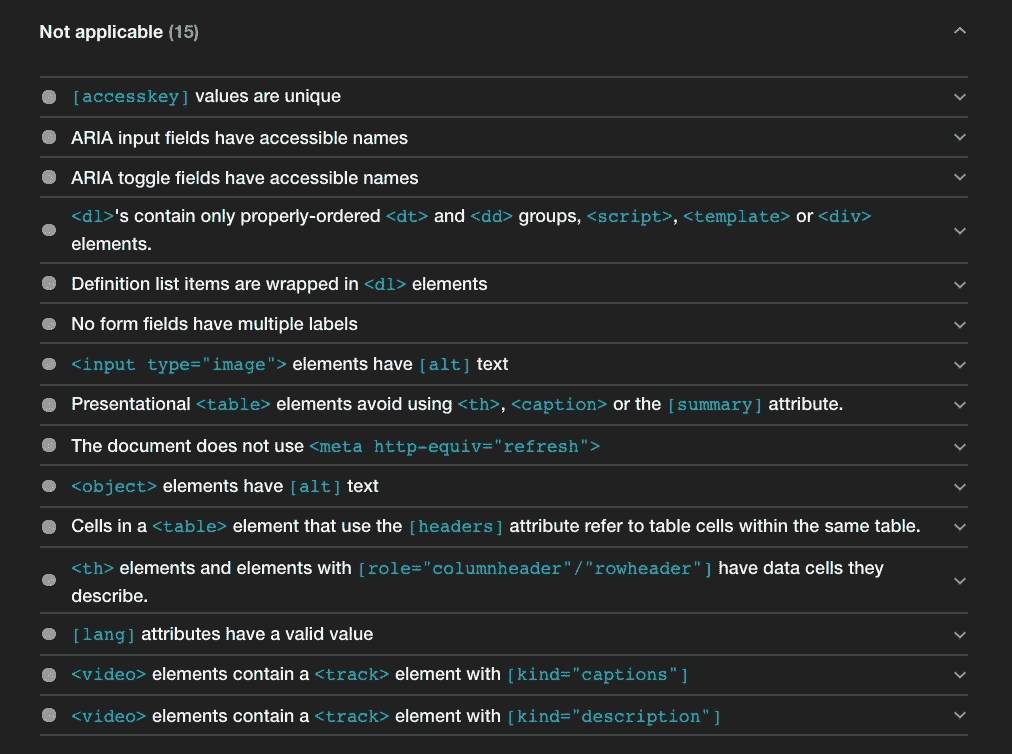 Not applicable (15)
[accesskey] values are unique
ARIA input fields have accessible names
ARIA toggle fields have accessible names
<dl>'s contain only properly-ordered <dt> and <dd> groups, <script>, <template> or <div>
elements.
Definition list items are wrapped in <dl> elements
No form fields have multiple labels
<input type="image"> elements have [alt] text
Presentational <table> elements avoid using <th>, <caption> or the [summary] attribute.
The document does not use <meta http-equiv="refresh">
<object> elements have [alt] text
Cells in a <table> element that use the [headers] attribute refer to table cells within the same table.
<th> elements and elements with [role="columnheader"/"rowheader"] have data cells they
describe.
[lang] attributes have a valid value
<video> elements contain a <track> element with [kind="captions"]
<video> elements contain a <track> element with [kind="description"]